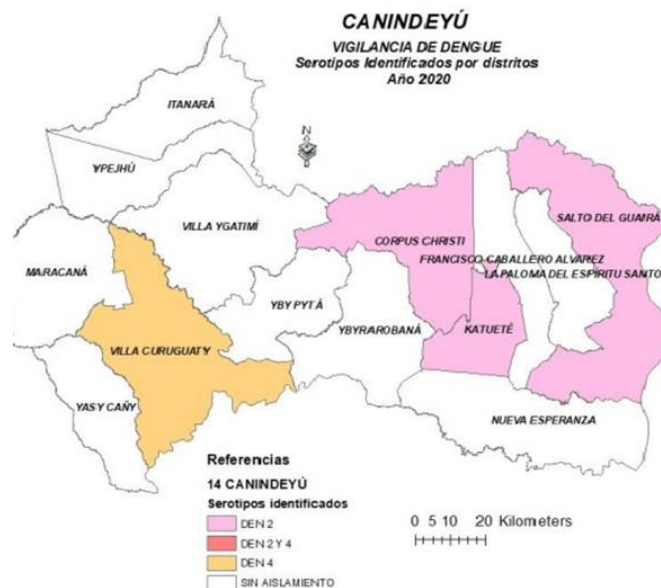 CANINDEYÚ
VIGILANCIA DE DENGUE
Serotipos Identificados por distritos
Año 2020
ITANARÁ
N
YPEJHÚ
VILLA YGATIMÍ
SALTO DEL GUAIRÁ
CORPUS CHRISTI
FRANCISCO CABALLERO ALVAREZ
LA PALOMA DEL ESPÍRITU SANTO
MARACANÁ
YBY PYTÁ
YBYRAROBANÁ
KATUETÉ
VILLA CURUGUATY
YASY CAÑY
NUEVA ESPERANZA
Referencias
14 CANINDEYÚ
Serotipos identificados
DEN 2
DEN 2 Y 4
DEN 4
SIN AISLAMIENTO
0 5 10 20 Kilometers